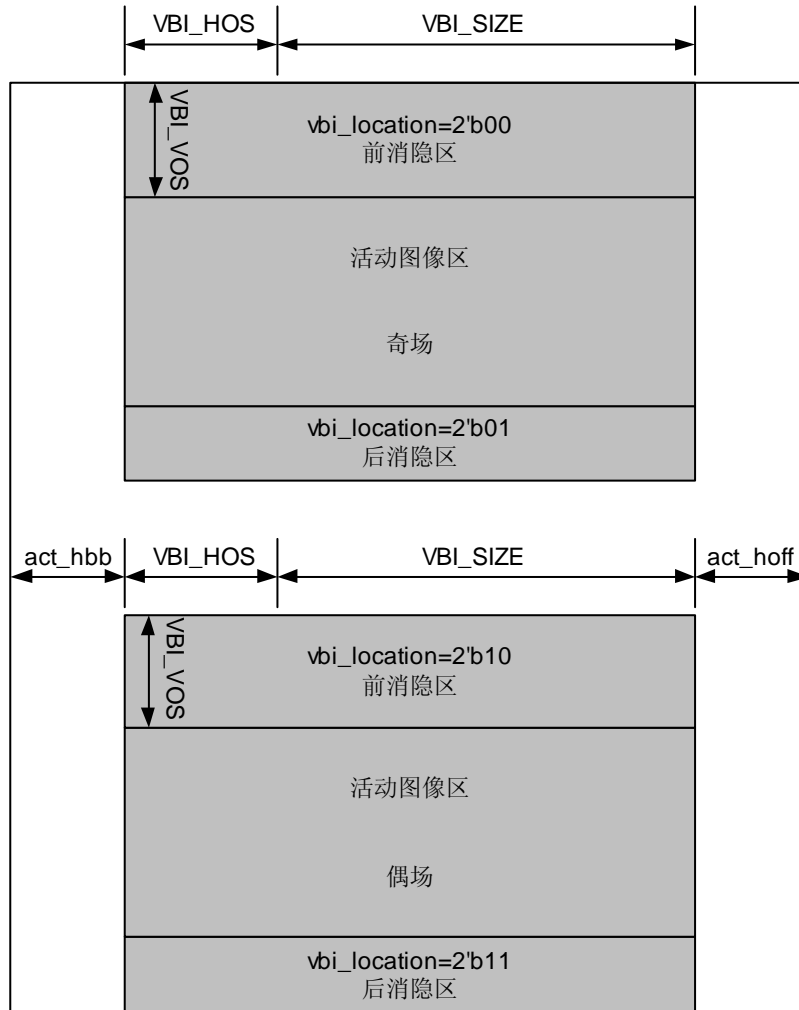 VBI_HOS
VBI_SIZE
VBI_VOS
vbi_location=2'b00
前消隐区
活动图像区
奇场
vbi_location=2'b01
后消隐区
act_hbb
VBI_HOS
VBI_SIZE
act_hoff
VBI_VOS
vbi_location=2'b10
前消隐区
活动图像区
偶场
vbi_location=2'b11
后消隐区